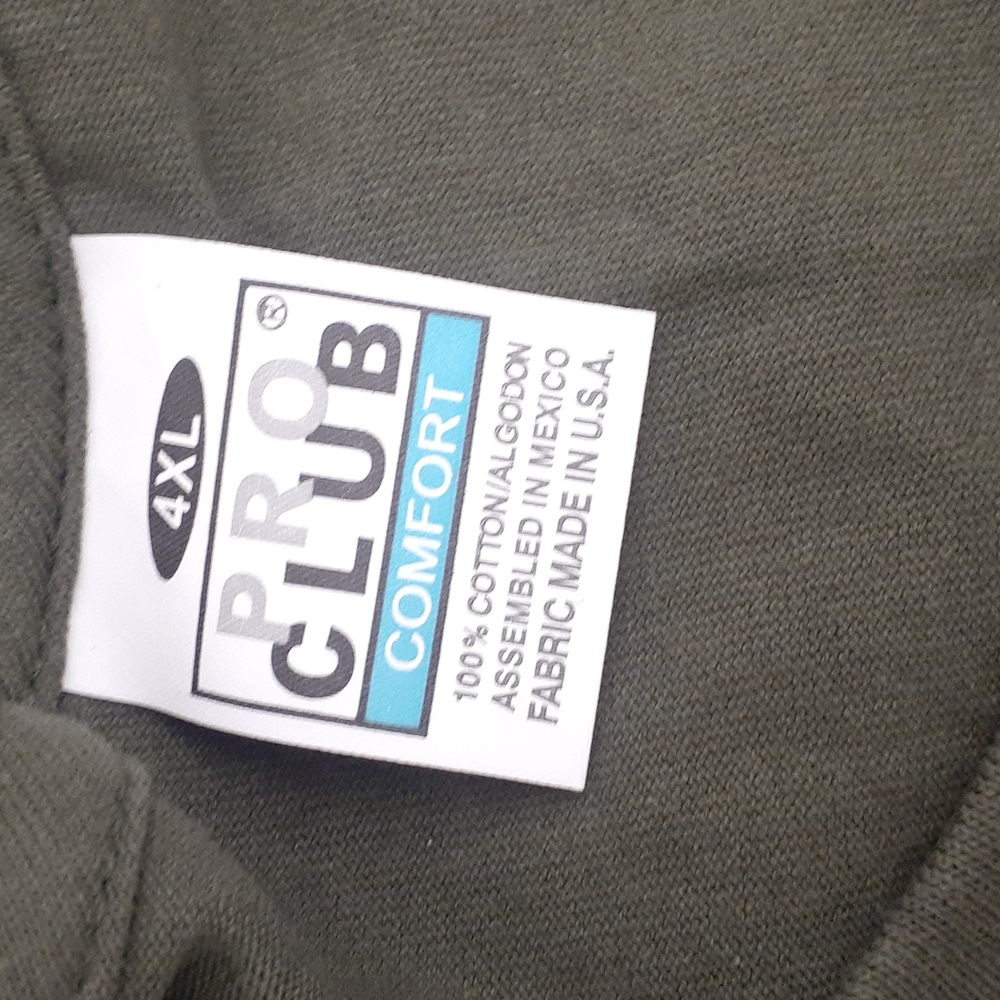 4XL
PRO®
CLUB
COMFORT
100% COTTON/ALGODON
ASSEMBLED IN MEXICO
FABRIC MADE IN U.S.A.